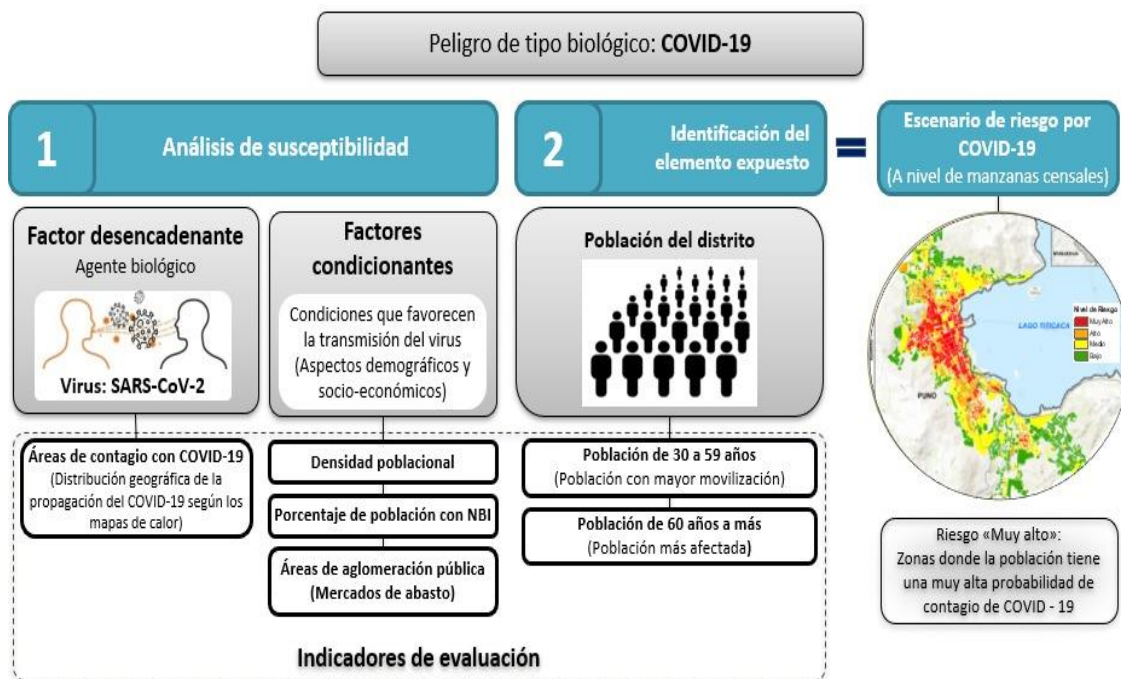 Peligro de tipo biológico: COVID-19
1
Análisis de susceptibilidad
2
Identificación del
elemento expuesto
Escenario de riesgo por
COVID-19
(A nivel de manzanas censales)
Factor desencadenante
Agente biológico
Virus: SARS-CoV-2
Factores
condicionantes
Condiciones que favorecen
la transmisión del virus
(Aspectos demográficos y
socio-económicos)
Población del distrito
Nivel de Riesgo
Muy Alto
Alto
Medio
Bajo
LAGO TITICACA
PUNO
Áreas de contagio con COVID-19
(Distribución geográfica de la
propagación del COVID-19 según los
mapas de calor)
Densidad poblacional
Porcentaje de población con NBI
Áreas de aglomeración pública
(Mercados de abasto)
Población de 30 a 59 años
(Población con mayor movilización)
Población de 60 años a más
(Población más afectada)
Indicadores de evaluación
Riesgo «Muy alto»:
Zonas donde la población tiene
una muy alta probabilidad de
contagio de COVID - 19